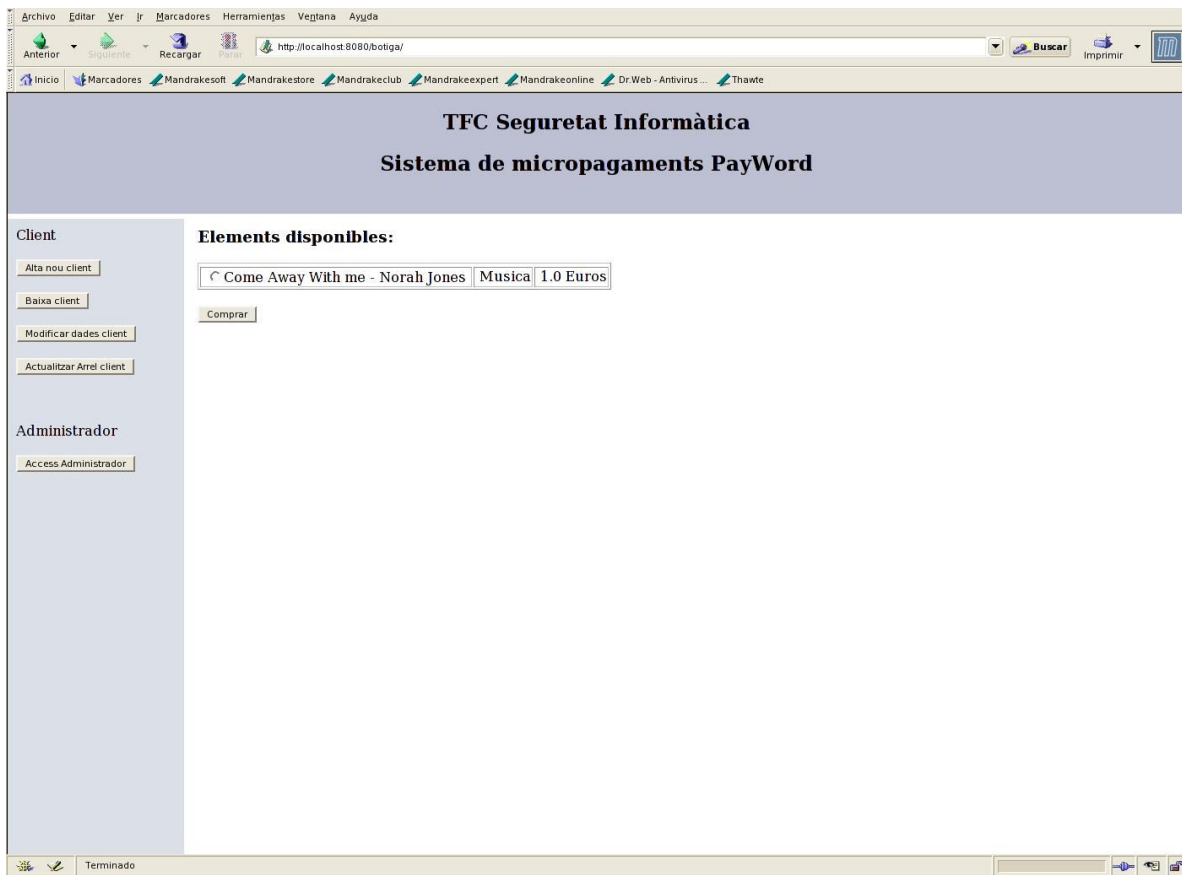 Archivo Editar Ver Ir Marcadores Herramientas Ventana Ayuda
Anterior Siguiente Recargar Parar http://localhost:8080/botiga/ Buscar Imprimir
Inicio Marcadores Mandrakesoft Mandrakestore Mandrakeclub Mandrakeexpert Mandrakeonline Dr.Web - Antivirus ... Thawte
TFC Seguretat Informàtica
Sistema de micropagaments PayWord
Client
Alta nou client
Baixa client
Modificar dades client
Actualitzar Arrel client
Administrador
Access Administrador
Elements disponibles:
Come Away With me - Norah Jones Musica 1.0 Euros
Comprar
Terminado